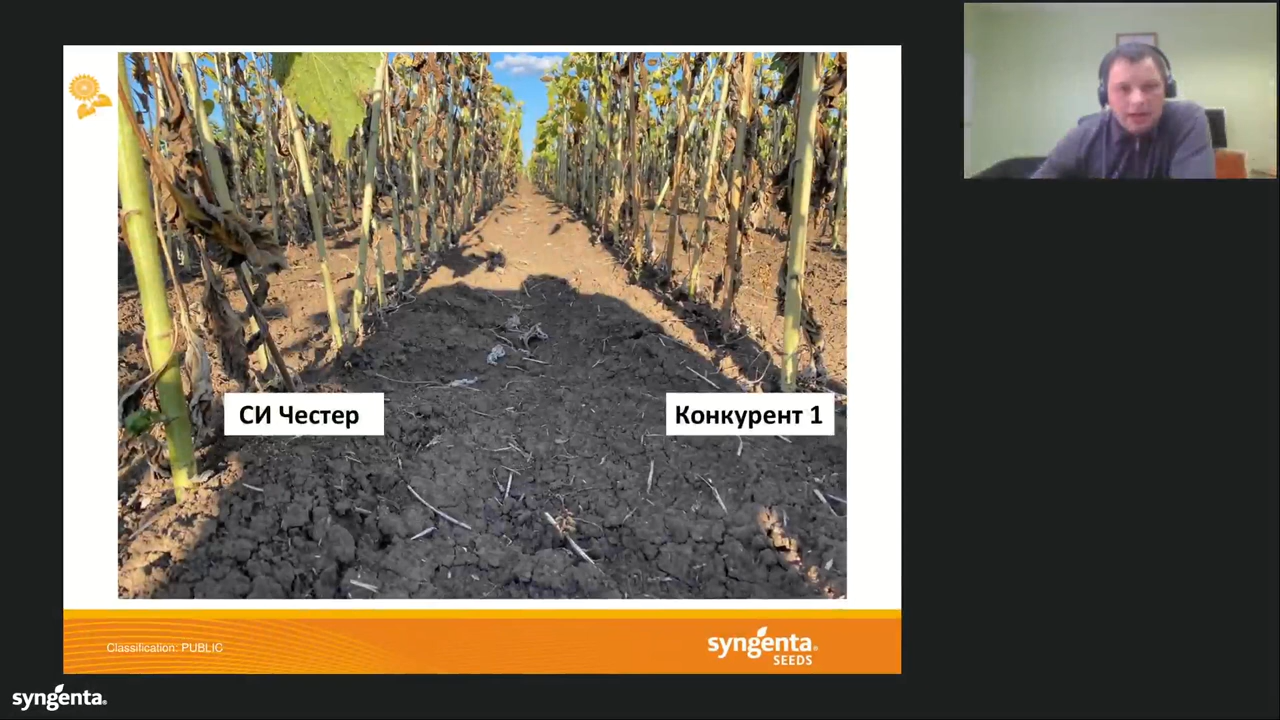 СИ Честер
Конкурент 1
Classification: PUBLIC
syngenta
SEEDS
syngenta